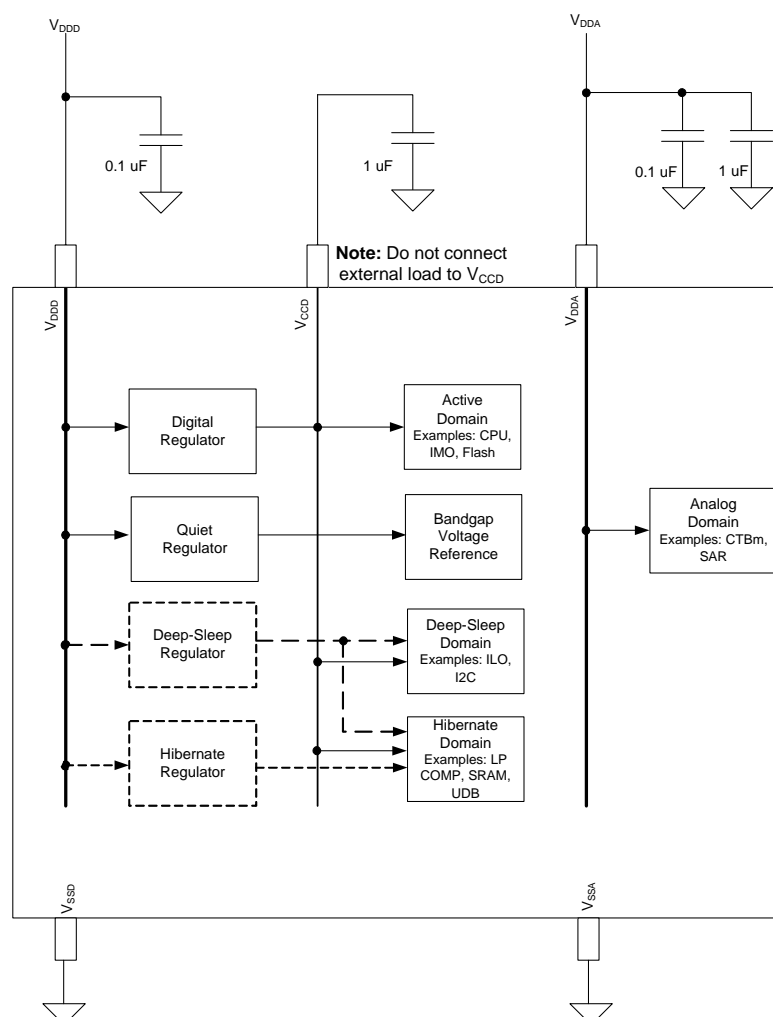 VDDD
VDDA
0.1 uF
1 uF
0.1 uF
1 uF
Note: Do not connect
external load to VCCD
VDDD
VCCD
VDDA
Digital
Regulator
Active
Domain
Examples: CPU,
IMO, Flash
Quiet
Regulator
Bandgap
Voltage
Reference
Analog
Domain
Examples: CTBm,
SAR
Deep-Sleep
Regulator
Deep-Sleep
Domain
Examples: ILO,
I2C
Hibernate
Regulator
Hibernate
Domain
Examples: LP
COMP, SRAM,
UDB
VSSD
VSSA